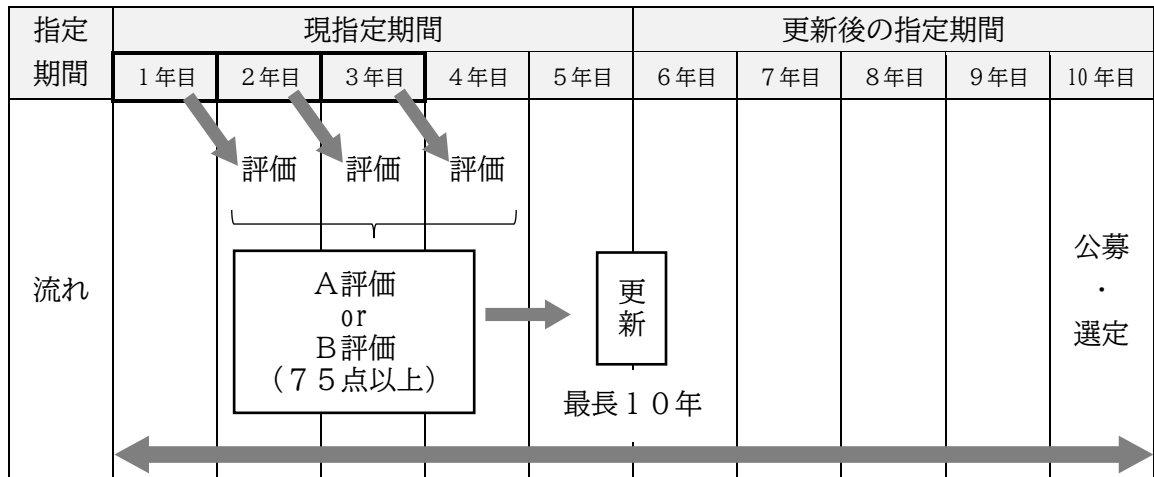 指定期間
現指定期間
更新後の指定期間
１年目
２年目
３年目
４年目
５年目
６年目
７年目
８年目
９年目
10 年目
流れ
評価
評価
評価
Ａ評価
or
Ｂ評価
（７５点以上）
更新
最長１０年
公募
・
選定